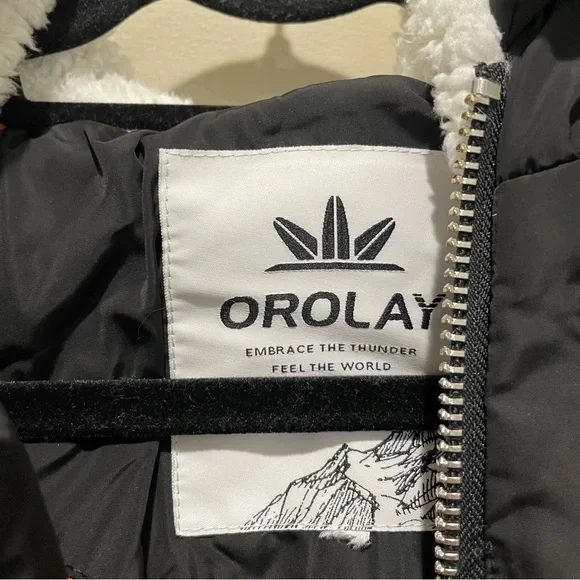 OROLAY
EMBRACE THE THUNDER
FEEL THE WORLD